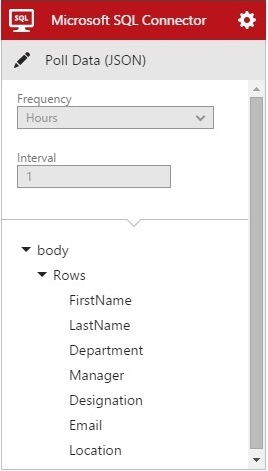 SQL Microsoft SQL Connector
Poll Data (JSON)
Frequency
Hours
Interval
1
body
Rows
FirstName
LastName
Department
Manager
Designation
Email
Location